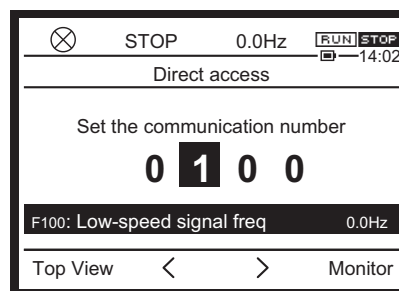 STOP 0.0Hz RUN STOP
14:02
Direct access
Set the communication number
0 1 0 0
F100: Low-speed signal freq 0.0Hz
Top View < > Monitor